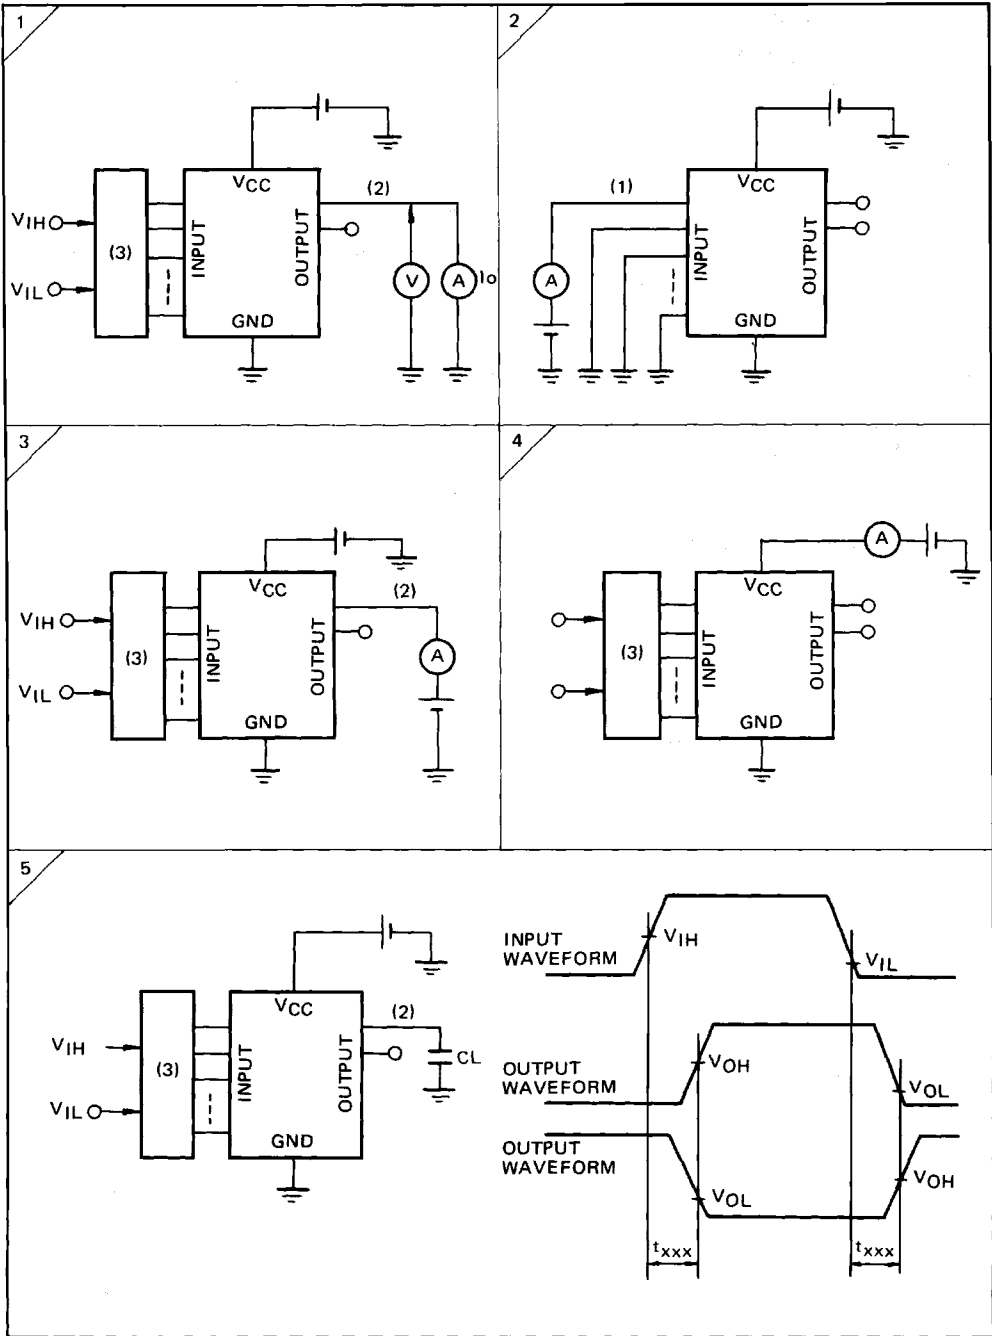 1
VCC
(2)
VIH
(3)
INPUT
OUTPUT
V
A
Io
VIL
GND
2
(1)
VCC
INPUT
OUTPUT
A
GND
3
VCC
(2)
VIH
(3)
INPUT
OUTPUT
A
VIL
GND
4
A
VCC
(3)
INPUT
OUTPUT
GND
5
VCC
(2)
VIH
(3)
INPUT
OUTPUT
CL
VIL
GND
INPUT
WAVEFORM
VIH
VIL
OUTPUT
WAVEFORM
VOH
VOL
OUTPUT
WAVEFORM
VOL
VOH
txxx
txxx